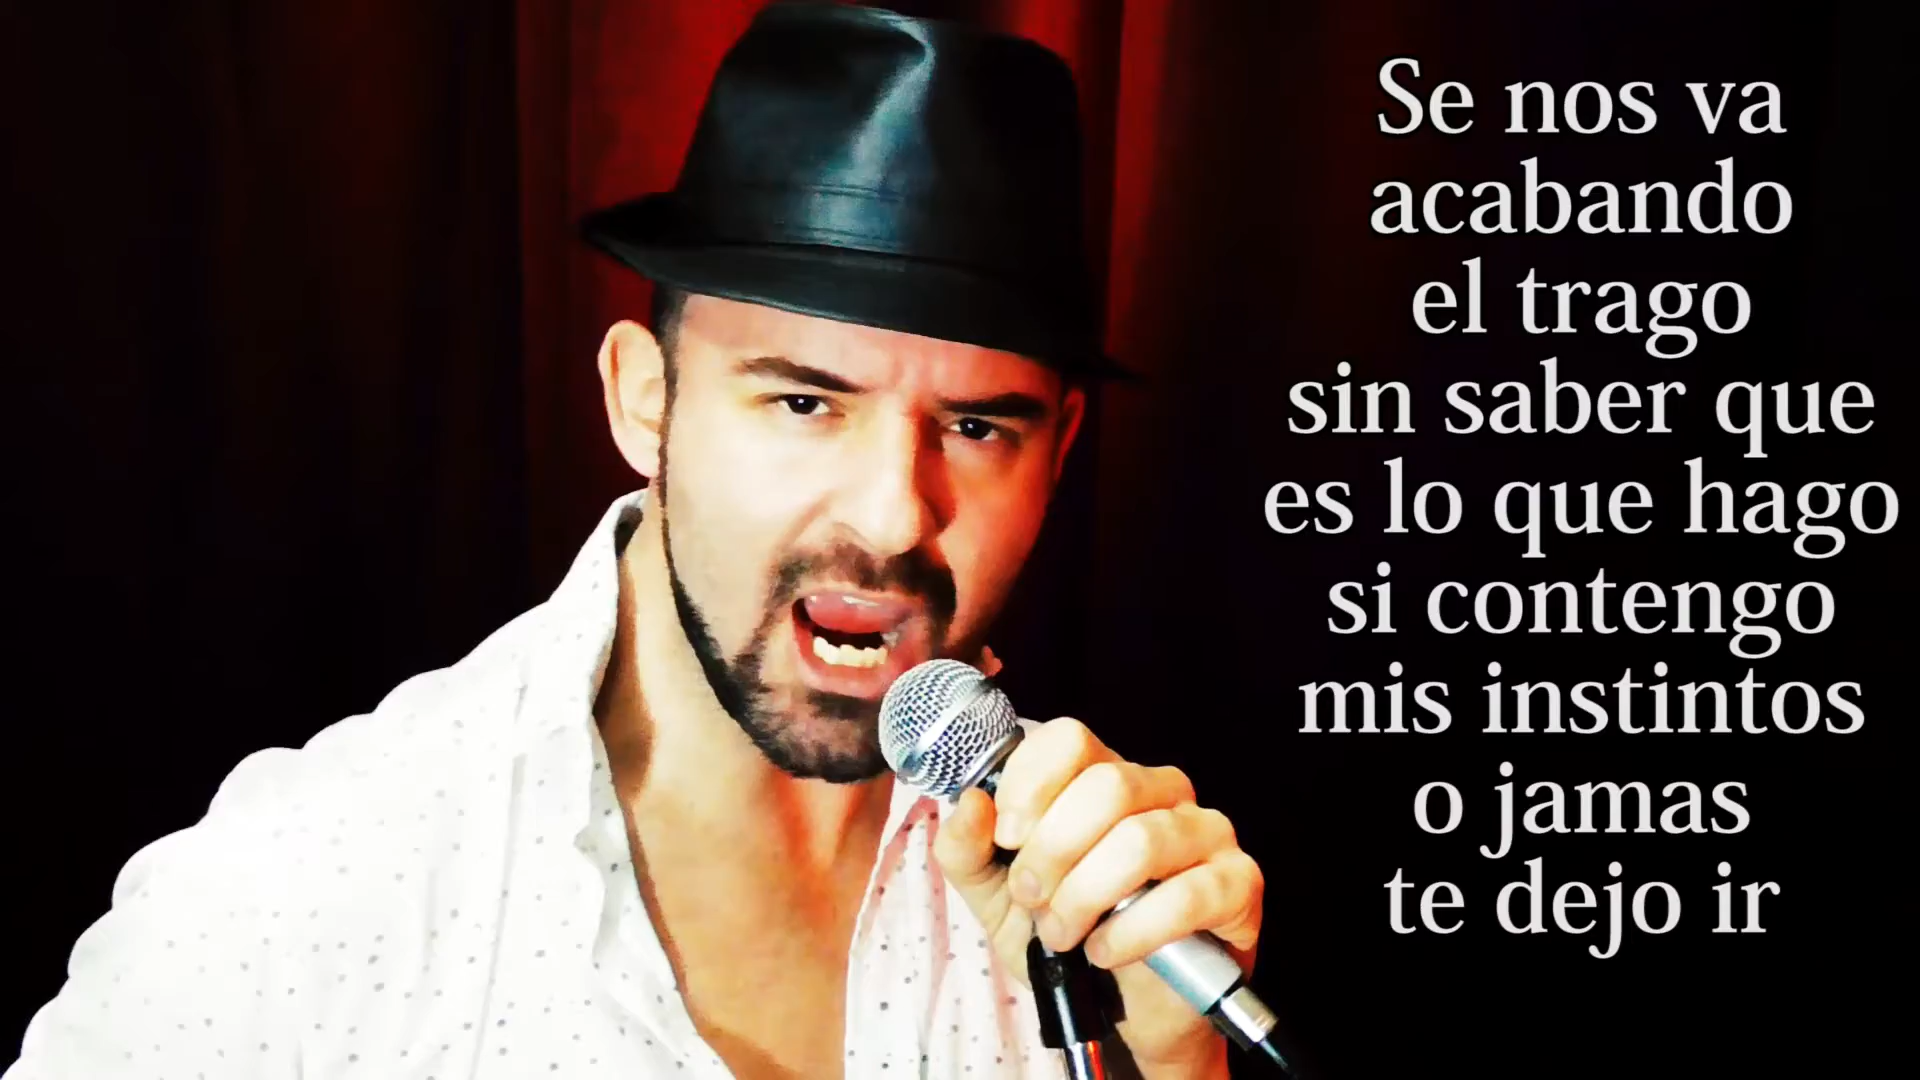 Se nos va
acabando
el trago
sin saber que
es lo que hago
si contengo
mis instintos
o jamas
te dejo ir